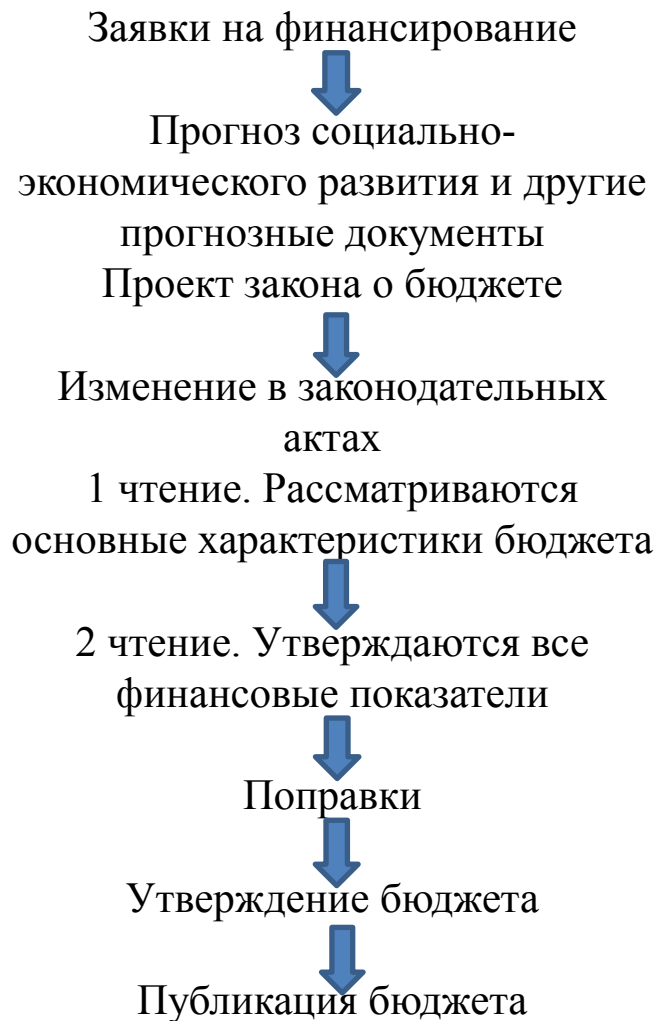 Заявки на финансирование
Прогноз социально-
экономического развития и другие
прогнозные документы
Проект закона о бюджете
Изменение в законодательных
актах
1 чтение. Рассматриваются
основные характеристики бюджета
2 чтение. Утверждаются все
финансовые показатели
Поправки
Утверждение бюджета
Публикация бюджета